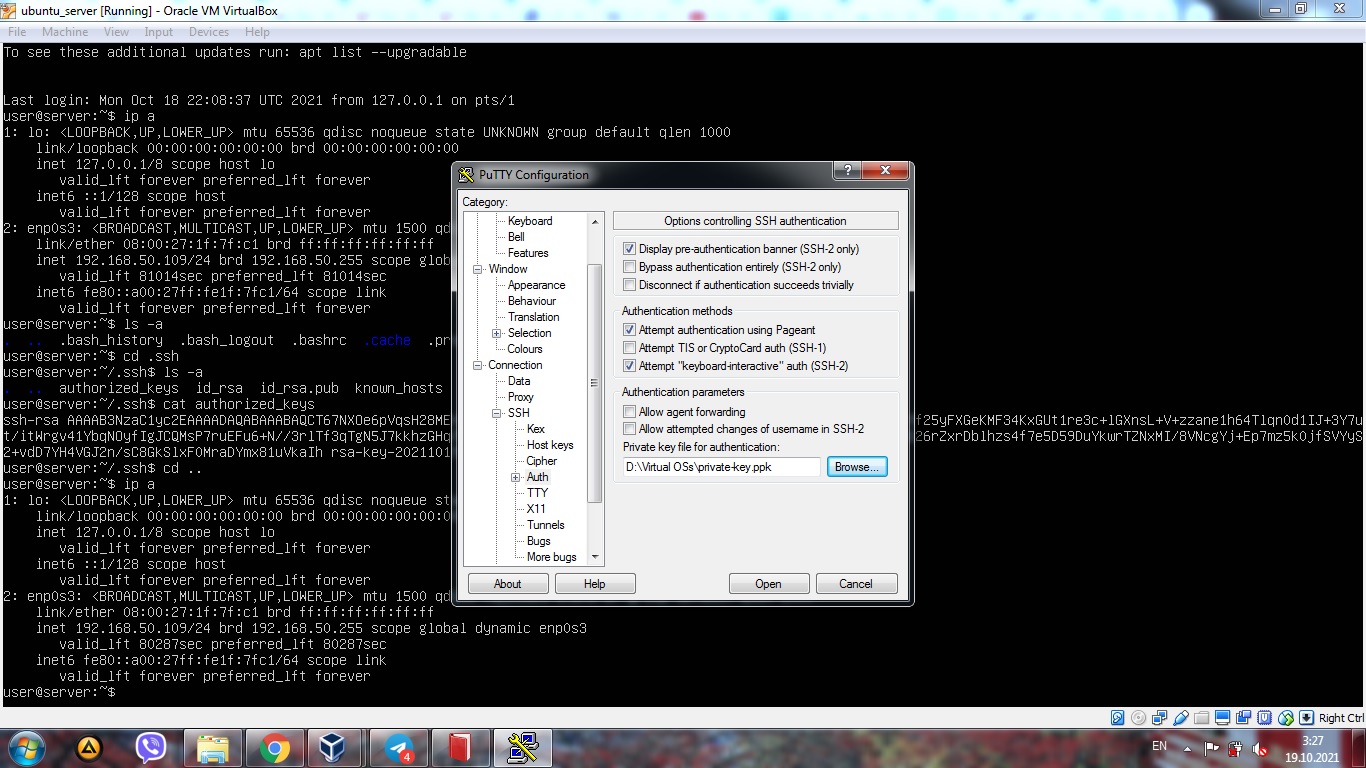 ubuntu_server [Running] - Oracle VM VirtualBox
File Machine View Input Devices Help
To see these additional updates run: apt list --upgradable
Last login: Mon Oct 18 22:08:37 UTC 2021 from 127.0.0.1 on pts/1
user@server:~$ ip a
1: lo: <LOOPBACK,UP,LOWER_UP> mtu 65536 qdisc noqueue state UNKNOWN group default qlen 1000
link/loopback 00:00:00:00:00:00 brd 00:00:00:00:00:00
inet 127.0.0.1/8 scope host lo
valid_lft forever preferred_lft forever
inet6 ::1/128 scope host
valid_lft forever preferred_lft forever
2: enp0s3: <BROADCAST,MULTICAST,UP,LOWER_UP> mtu 1500 qd
link/ether 08:00:27:1f:7f:c1 brd ff:ff:ff:ff:ff:ff
inet 192.168.50.109/24 brd 192.168.50.255 scope glob
valid_lft 81014sec preferred_lft 81014sec
inet6 fe80::a00:27ff:fe1f:7fc1/64 scope link
valid_lft forever preferred_lft forever
user@server:~$ ls -a
. .. .bash_history .bash_logout .bashrc .cache .pr
user@server:~$ cd .ssh
user@server:~/.ssh$ ls -a
. .. authorized_keys id_rsa id_rsa.pub known_hosts
user@server:~/.ssh$ cat authorized_keys
ssh-rsa
rsa-key-2021101
user@server:~/.ssh$ cd ..
user@server:~$ ip a
1: lo: <LOOPBACK,UP,LOWER_UP> mtu 65536 qdisc noqueue st
link/loopback 00:00:00:00:00:00 brd 00:00:00:00:00:0
inet 127.0.0.1/8 scope host lo
valid_lft forever preferred_lft forever
inet6 ::1/128 scope host
valid_lft forever preferred_lft forever
2: enp0s3: <BROADCAST,MULTICAST,UP,LOWER_UP> mtu 1500 qd
link/ether 08:00:27:1f:7f:c1 brd ff:ff:ff:ff:ff:ff
inet 192.168.50.109/24 brd 192.168.50.255 scope global dynamic enp0s3
valid_lft 80287sec preferred_lft 80287sec
inet6 fe80::a00:27ff:fe1f:7fc1/64 scope link
valid_lft forever preferred_lft forever
user@server:~$
PuTTY Configuration
Category:
Keyboard
Bell
Features
Window
Appearance
Behaviour
Translation
Selection
Colours
Connection
Data
Proxy
SSH
Kex
Host keys
Cipher
Auth
TTY
X11
Tunnels
Bugs
More bugs
Options controlling SSH authentication
Display pre-authentication banner (SSH-2 only)
Bypass authentication entirely (SSH-2 only)
Disconnect if authentication succeeds trivially
Authentication methods
Attempt authentication using Pageant
Attempt TIS or CryptoCard auth (SSH-1)
Attempt "keyboard-interactive" auth (SSH-2)
Authentication parameters
Allow agent forwarding
Allow attempted changes of username in SSH-2
Private key file for authentication:
D:\Virtual OSs\private-key.ppk Browse...
About Help Open Cancel
Right Ctrl
4
EN
3:27
19.10.2021